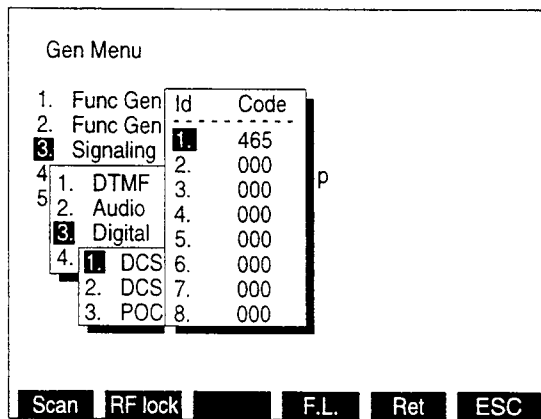 Gen Menu
1. Func Gen
2. Func Gen
3. Signaling
4
5
p
1. DTMF
2. Audio
3. Digital
4.
1. DCS
2. DCS
3. POC
Id Code
1. 465
2. 000
3. 000
4. 000
5. 000
6. 000
7. 000
8. 000
Scan RF lock F.L. Ret ESC